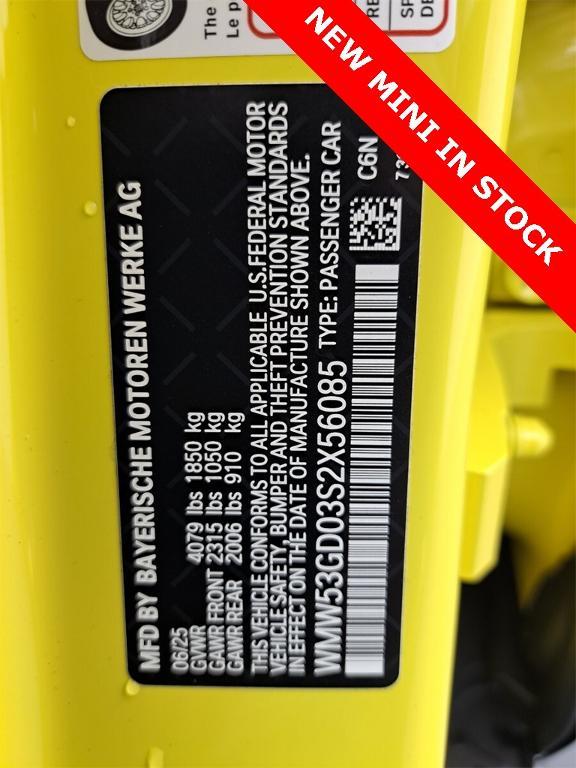 The
Le p
NEW MINI IN STOCK
MFD BY BAYERISCHE MOTOREN WERKE AG
06/25
GVWR 4079 lbs 1850 kg
GAWR FRONT 2315 lbs 1050 kg
GAWR REAR 2006 lbs 910 kg
THIS VEHICLE CONFORMS TO ALL APPLICABLE U.S. FEDERAL MOTOR
VEHICLE SAFETY, BUMPER AND THEFT PREVENTION STANDARDS
IN EFFECT ON THE DATE OF MANUFACTURE SHOWN ABOVE.
WMW53GD03S2X56085 TYPE: PASSENGER CAR
C6N